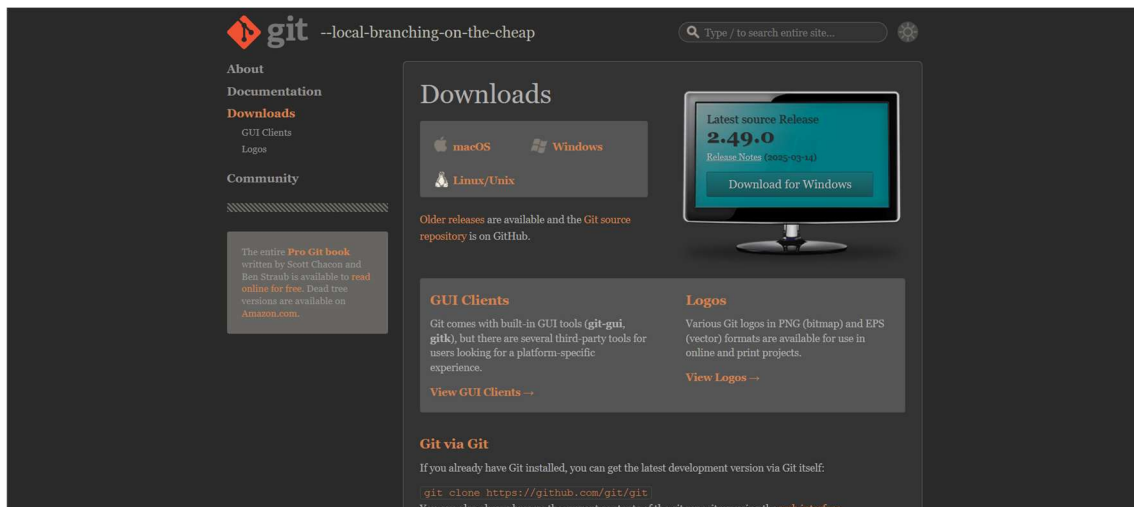 git --local-branching-on-the-cheap
Type / to search entire site...
About
Documentation
Downloads
GUI Clients
Logos
Community
The entire Pro Git book
written by Scott Chacon and
Ben Straub is available to read
online for free. Dead tree
versions are available on
Amazon.com.
Downloads
macOS
Windows
Linux/Unix
Older releases are available and the Git source
repository is on GitHub.
Latest source Release
2.49.0
Release Notes (2025-03-14)
Download for Windows
GUI Clients
Git comes with built-in GUI tools (git-gui,
gitk), but there are several third-party tools for
users looking for a platform-specific
experience.
View GUI Clients →
Logos
Various Git logos in PNG (bitmap) and EPS
(vector) formats are available for use in
online and print projects.
View Logos →
Git via Git
If you already have Git installed, you can get the latest development version via Git itself:
git clone https://github.com/git/git